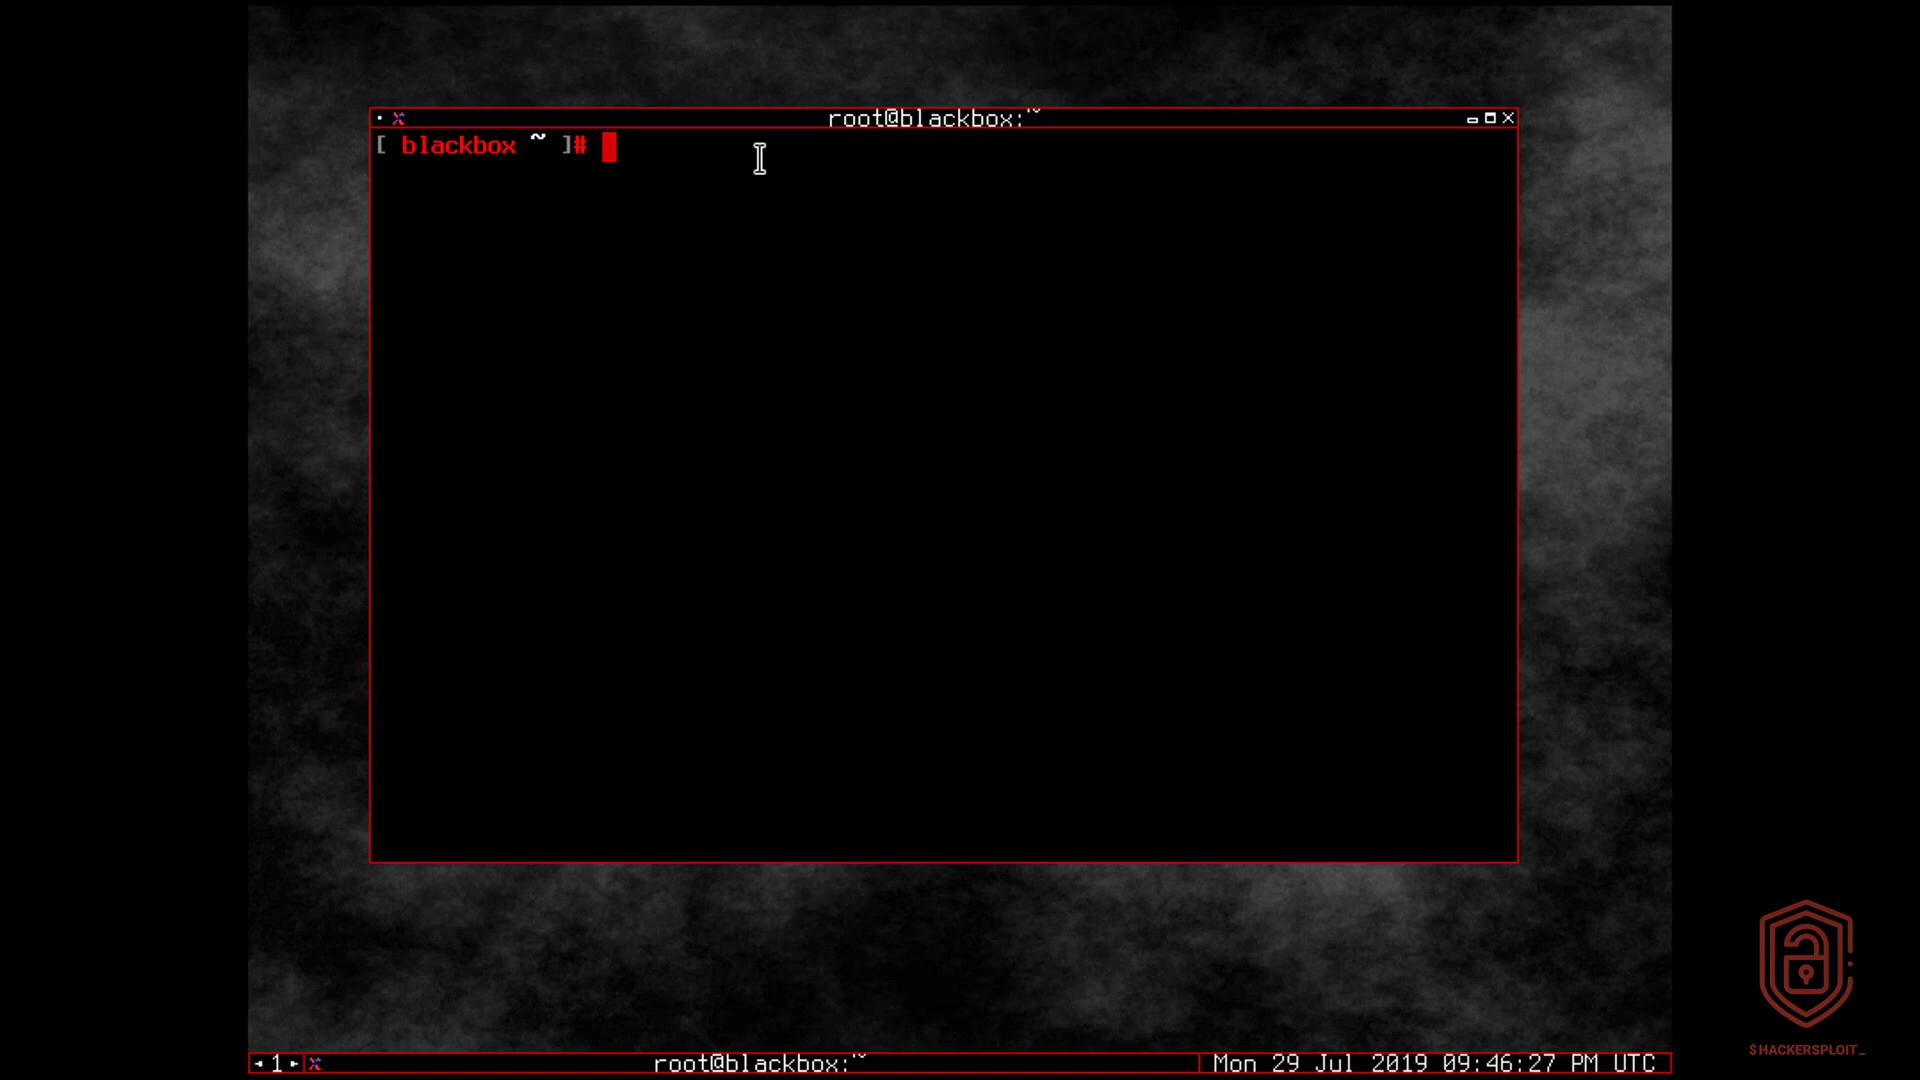 root@blackbox:~
[ blackbox ~ ]#
1
root@blackbox:~
Mon 29 Jul 2019 09:46:27 PM UTC
$HACKERSPLOIT_